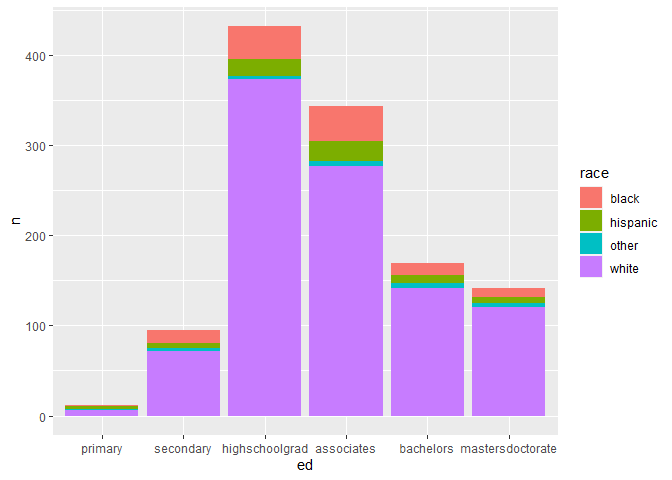 400
300
200
100
0
n
primary secondary highschoolgrad associates bachelors mastersdoctorate
ed
race
black
hispanic
other
white